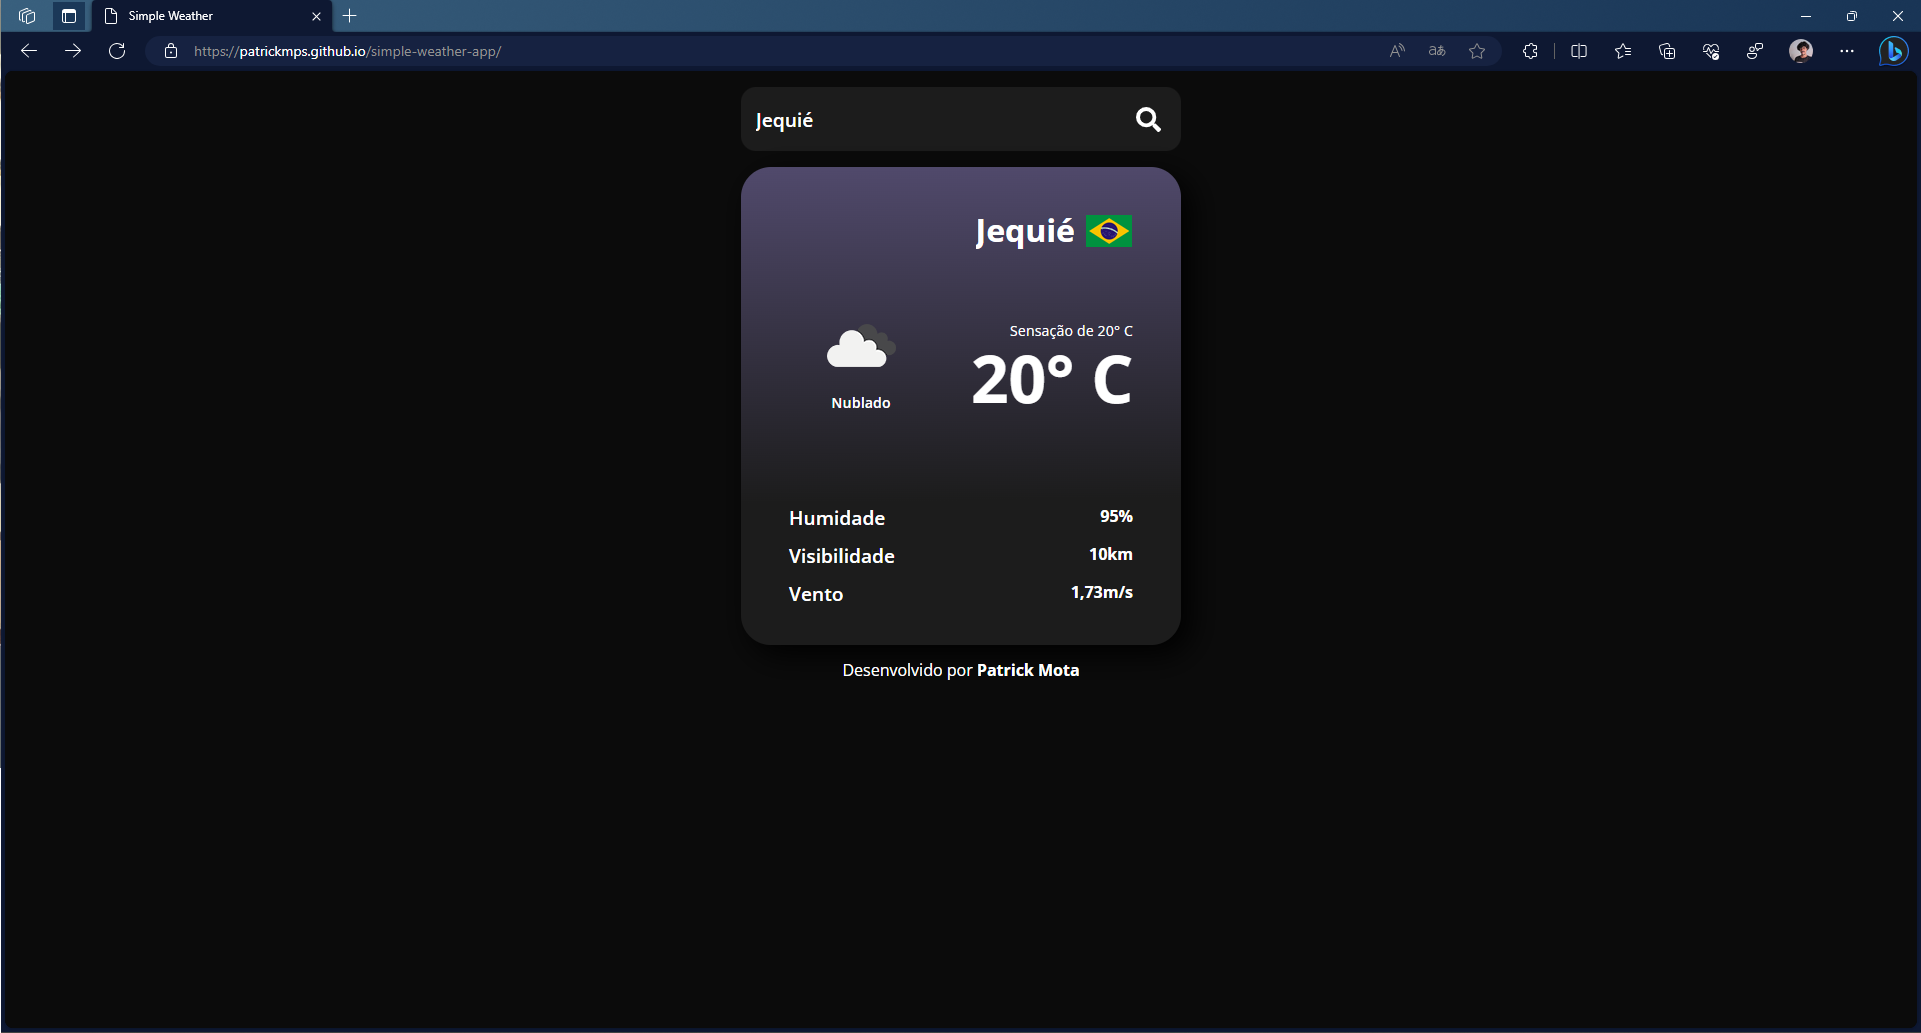 Simple Weather
https://patrickmps.github.io/simple-weather-app/
Jequié
Jequié
Sensação de 20° C
20° C
Nublado
Humidade 95%
Visibilidade 10km
Vento 1,73m/s
Desenvolvido por Patrick Mota